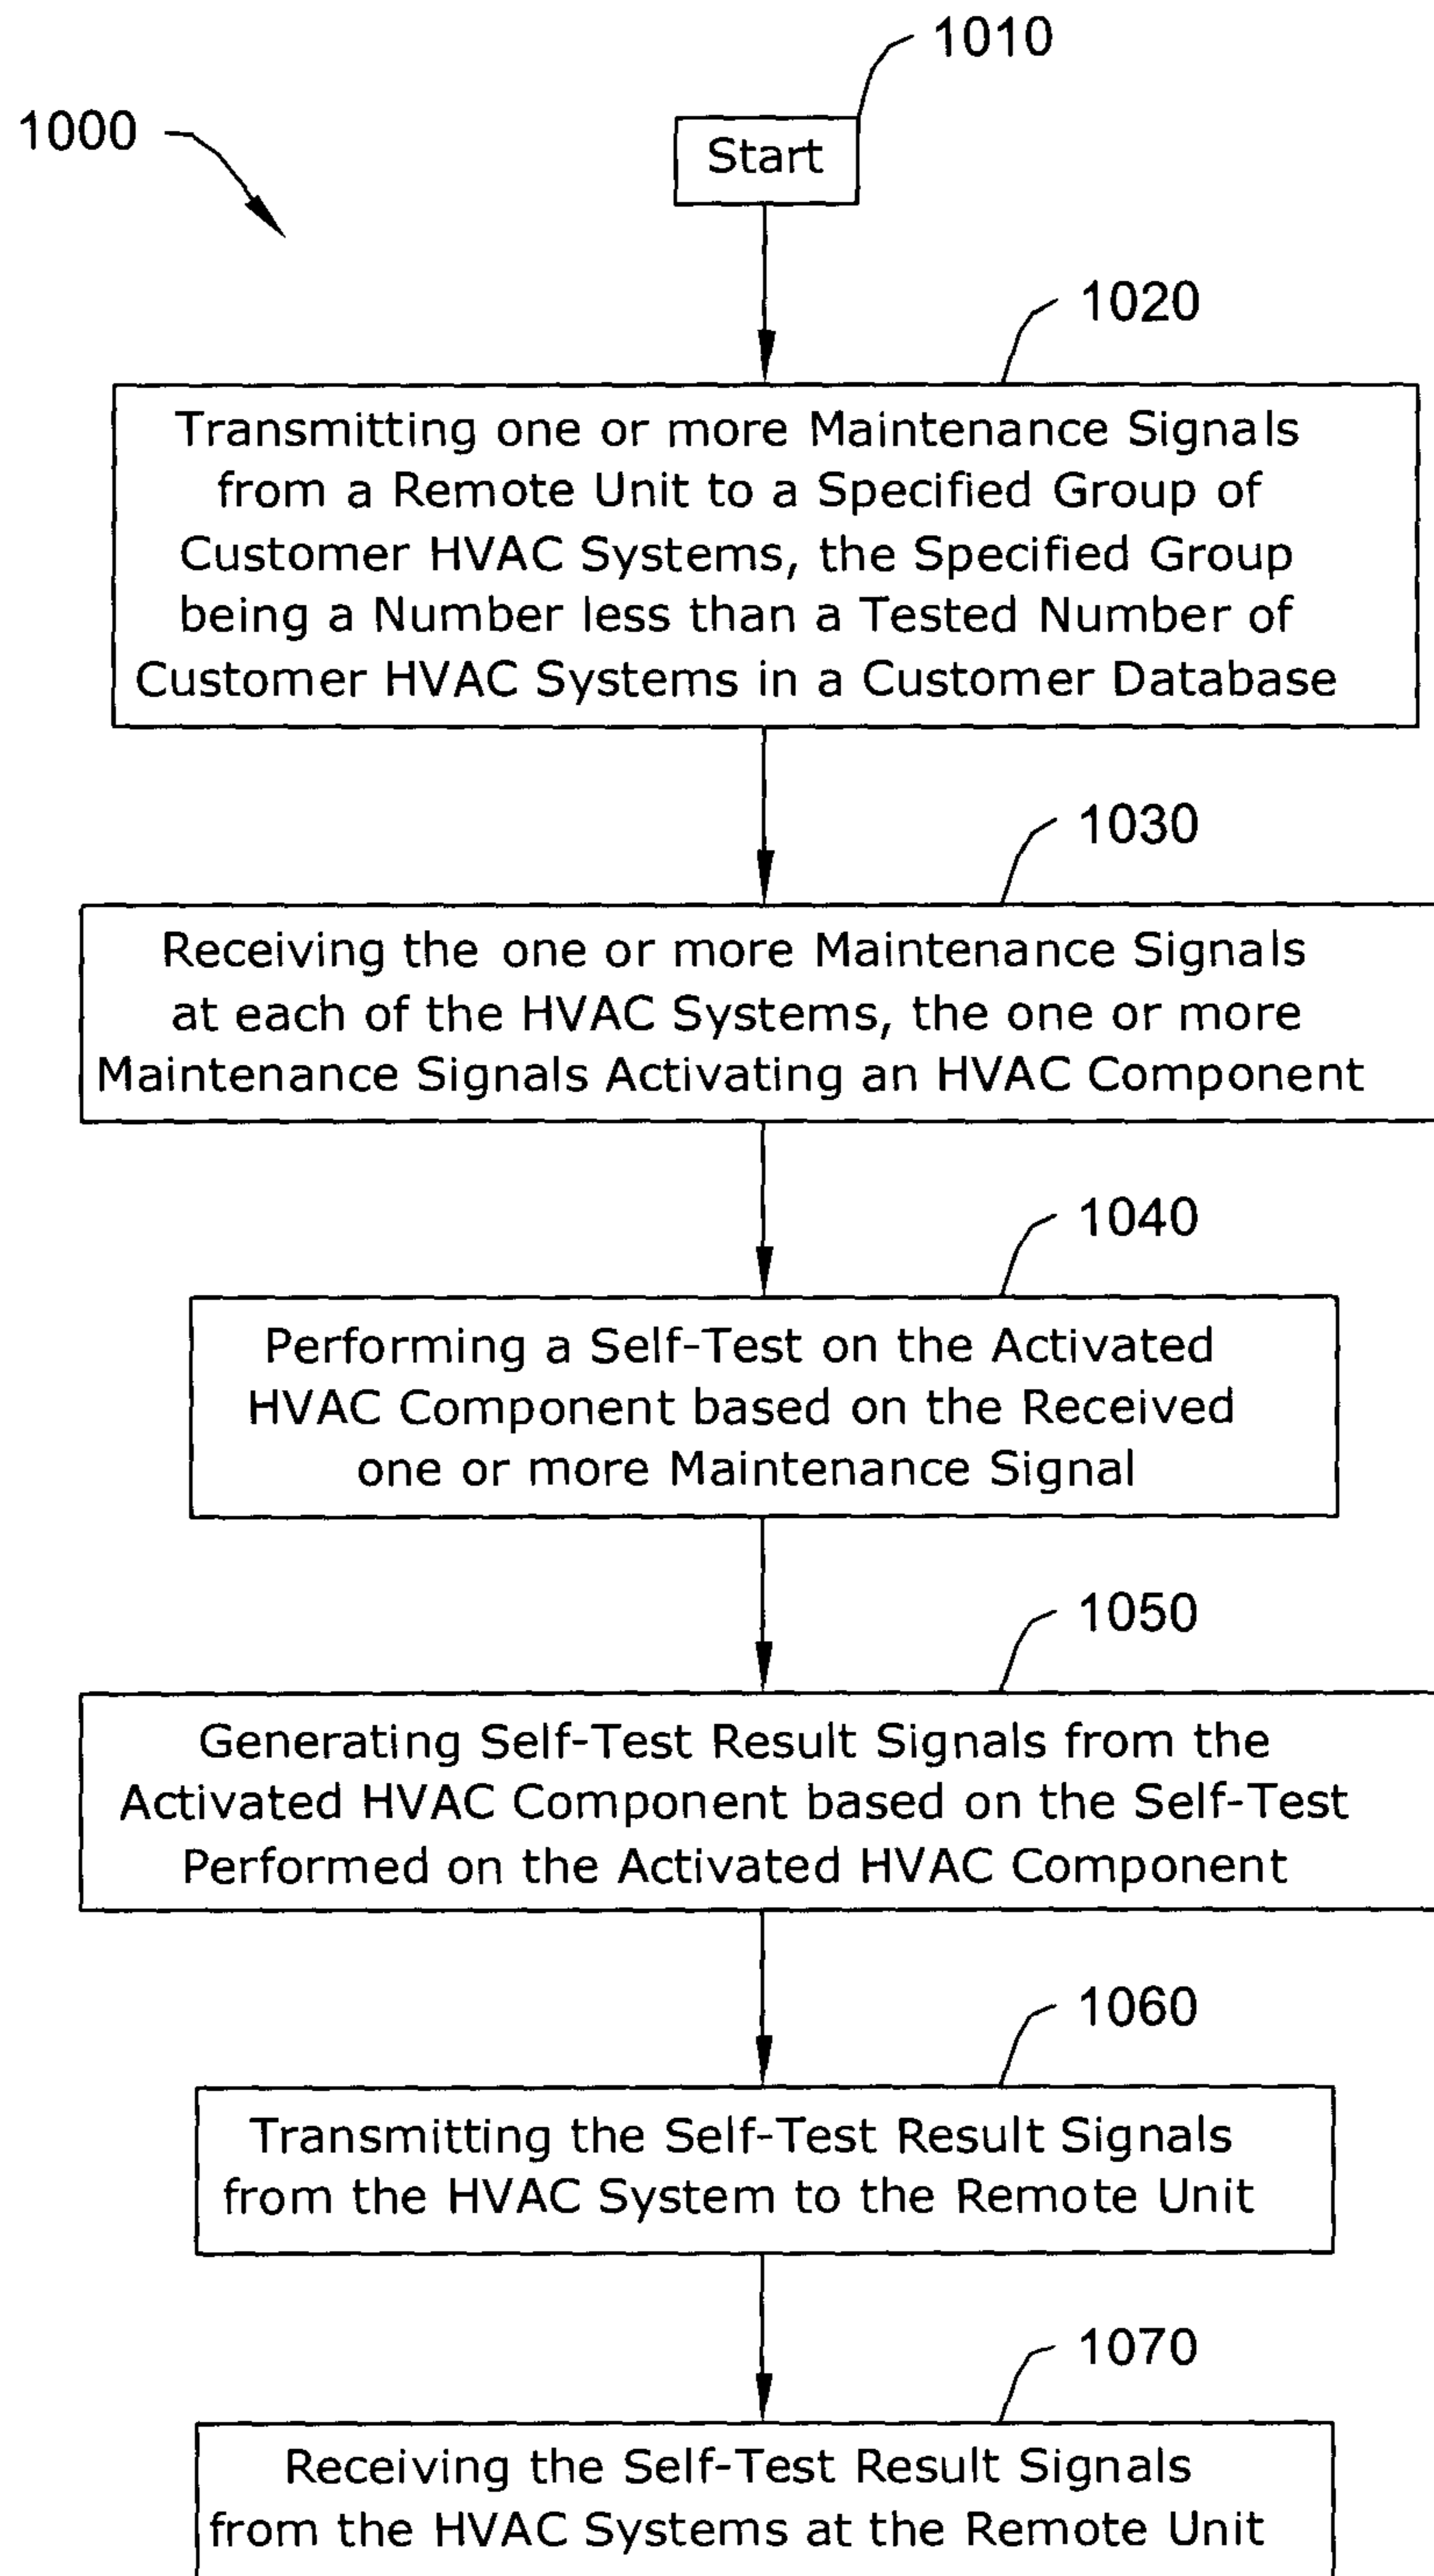 1010
1000
Start
1020
Transmitting one or more Maintenance Signals
from a Remote Unit to a Specified Group of
Customer HVAC Systems, the Specified Group
being a Number less than a Tested Number of
Customer HVAC Systems in a Customer Database
1030
Receiving the one or more Maintenance Signals
at each of the HVAC Systems, the one or more
Maintenance Signals Activating an HVAC Component
1040
Performing a Self-Test on the Activated
HVAC Component based on the Received
one or more Maintenance Signal
1050
Generating Self-Test Result Signals from the
Activated HVAC Component based on the Self-Test
Performed on the Activated HVAC Component
1060
Transmitting the Self-Test Result Signals
from the HVAC System to the Remote Unit
1070
Receiving the Self-Test Result Signals
from the HVAC Systems at the Remote Unit